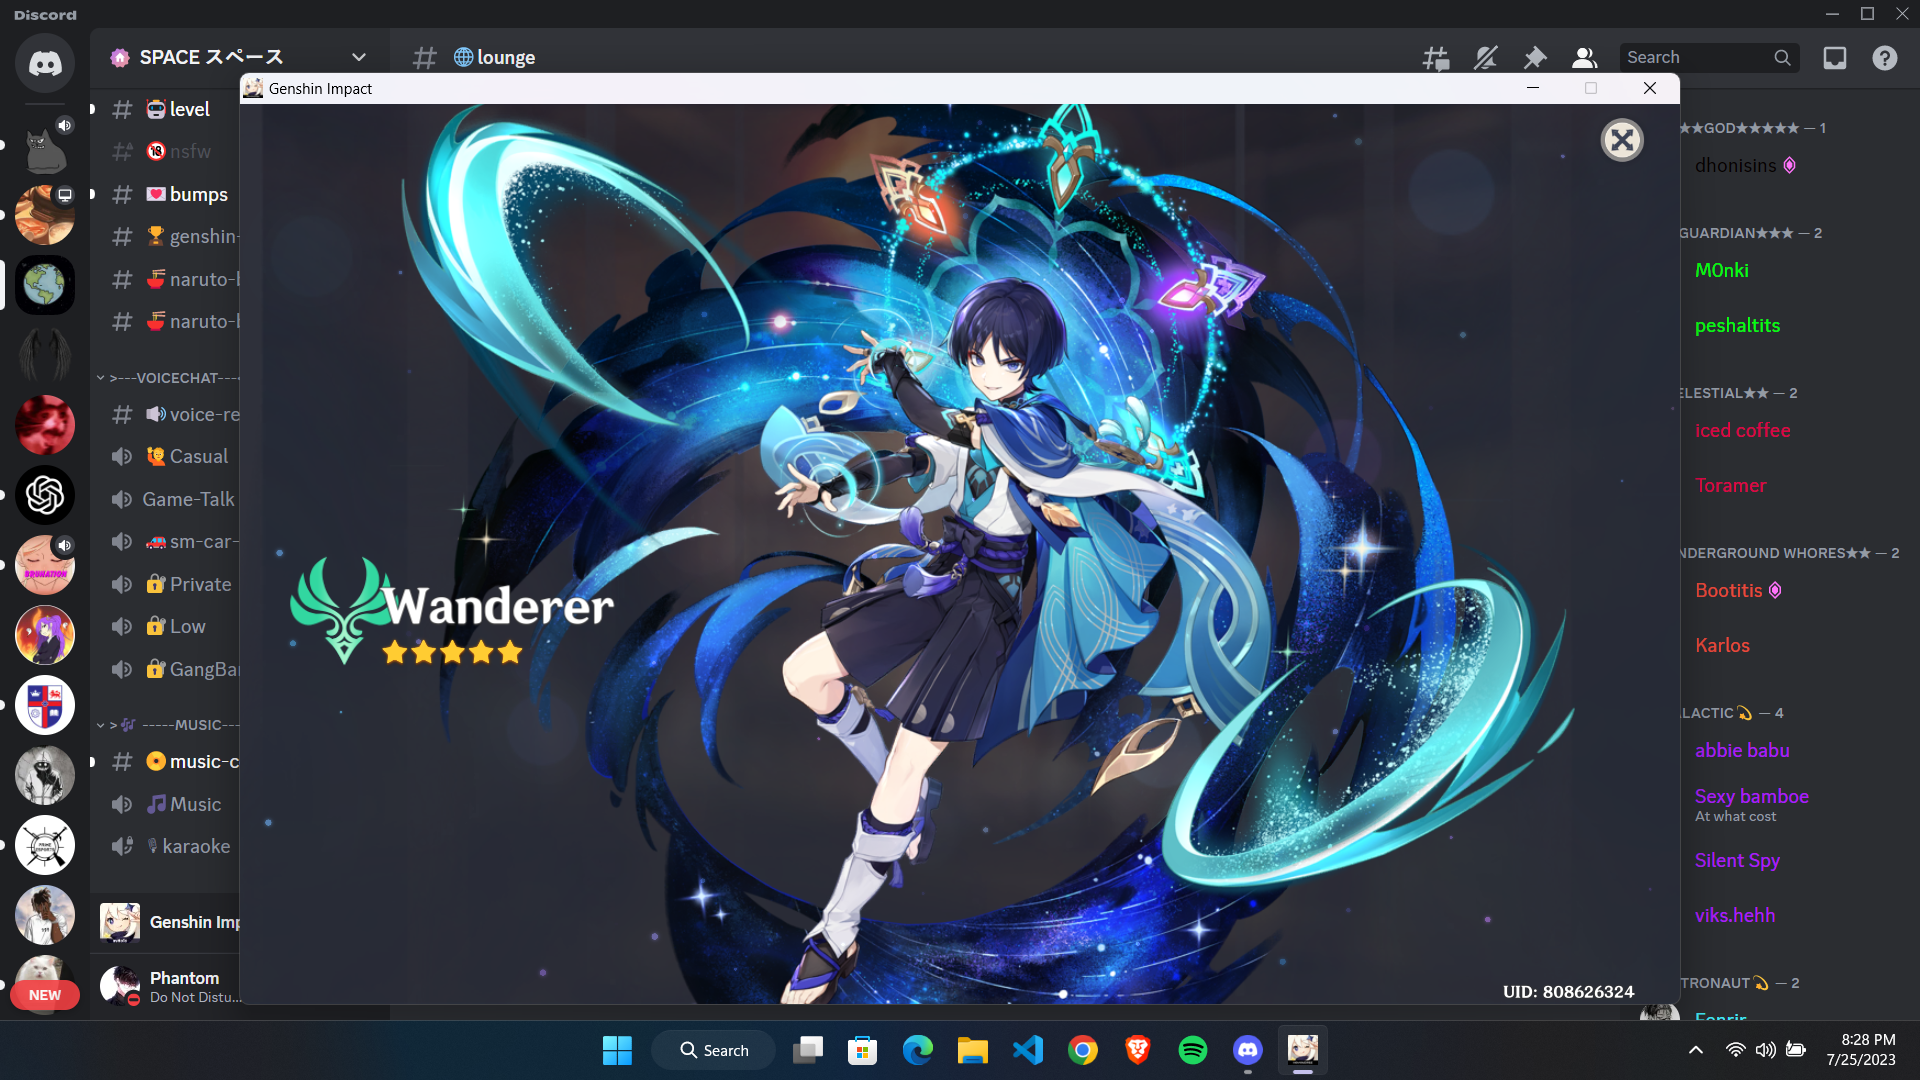 Discord
SPACE スペース
lounge
Search
level
nsfw
bumps
genshin-
naruto-b
naruto-b
>---VOICECHAT---
voice-re
Casual
Game-Talk
sm-car-
Private
Low
GangBa
> -----MUSIC---
music-c
Music
karaoke
Genshin Imp
Phantom
Do Not Distu...
NEW
Genshin Impact
Wanderer
UID: 808626324
★★GOD★★★★★ — 1
dhonisins
GUARDIAN★★★ — 2
M0nki
peshaltits
ELESTIAL★★ — 2
iced coffee
Toramer
NDERGROUND WHORES★★ — 2
Bootitis
Karlos
LACTIC — 4
abbie babu
Sexy bamboe
At what cost
Silent Spy
viks.hehh
TRONAUT — 2
Fenrir
Search
8:28 PM
7/25/2023